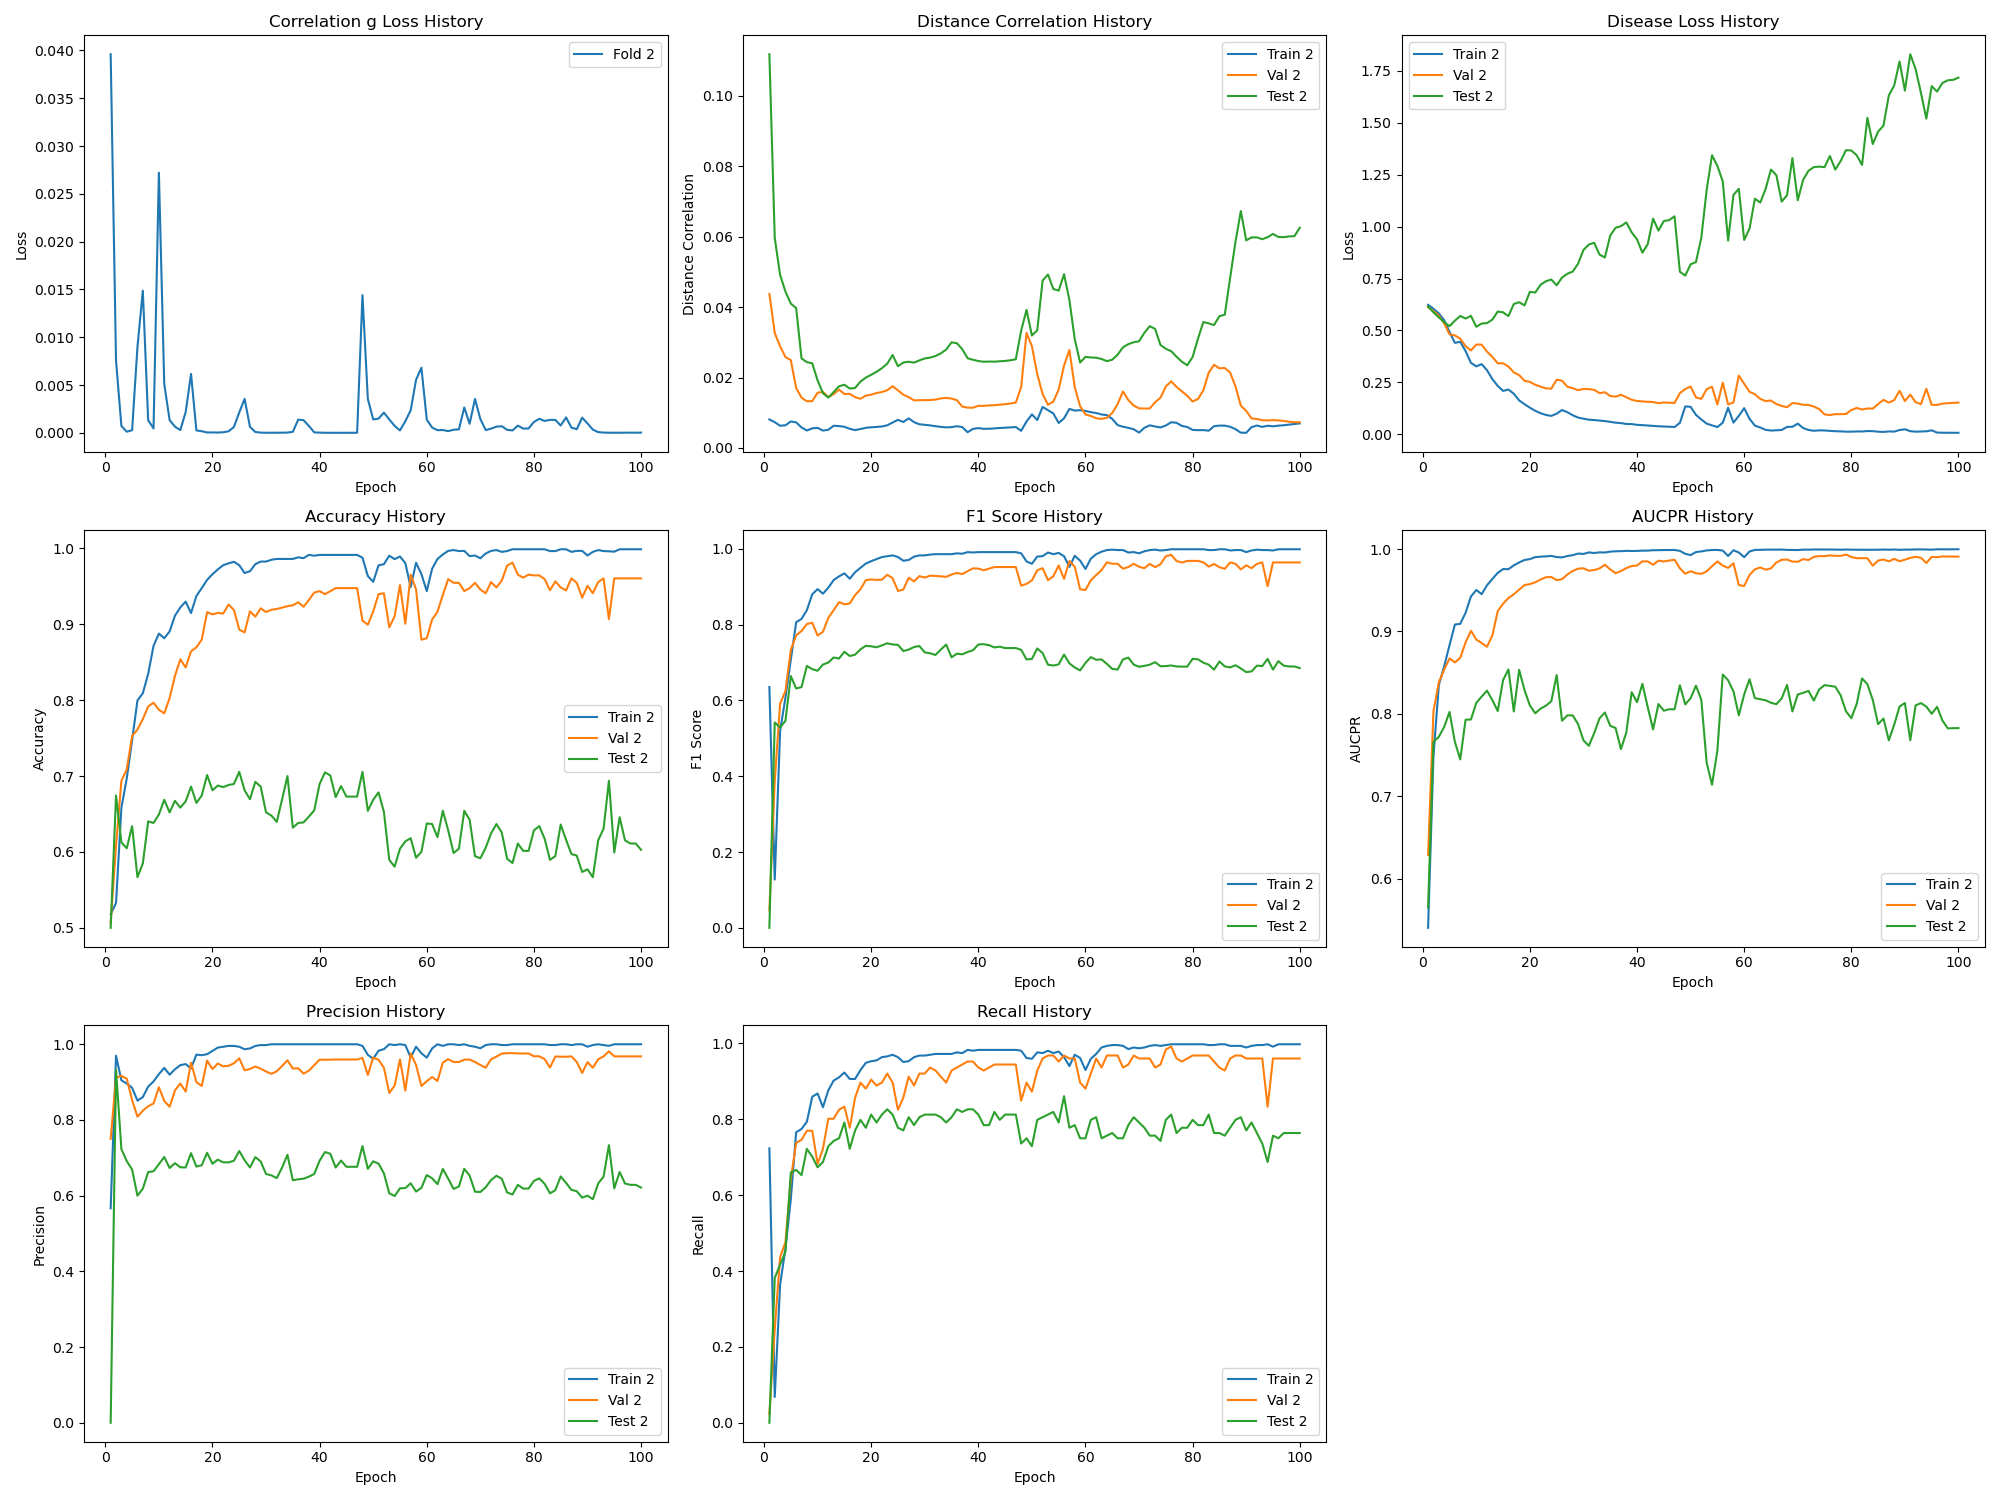 Correlation g Loss History
0.040
0.035
0.030
0.025
0.020
0.015
0.010
0.005
0.000
Loss
0 20 40 60 80 100
Epoch
Fold 2
Distance Correlation History
0.10
0.08
0.06
0.04
0.02
0.00
Distance Correlation
0 20 40 60 80 100
Epoch
Train 2
Val 2
Test 2
Disease Loss History
1.75
1.50
1.25
1.00
0.75
0.50
0.25
0.00
Loss
0 20 40 60 80 100
Epoch
Train 2
Val 2
Test 2
Accuracy History
1.0
0.9
0.8
0.7
0.6
0.5
Accuracy
0 20 40 60 80 100
Epoch
Train 2
Val 2
Test 2
F1 Score History
1.0
0.8
0.6
0.4
0.2
0.0
F1 Score
0 20 40 60 80 100
Epoch
Train 2
Val 2
Test 2
AUCPR History
1.0
0.9
0.8
0.7
0.6
AUCPR
0 20 40 60 80 100
Epoch
Train 2
Val 2
Test 2
Precision History
1.0
0.8
0.6
0.4
0.2
0.0
Precision
0 20 40 60 80 100
Epoch
Train 2
Val 2
Test 2
Recall History
1.0
0.8
0.6
0.4
0.2
0.0
Recall
0 20 40 60 80 100
Epoch
Train 2
Val 2
Test 2